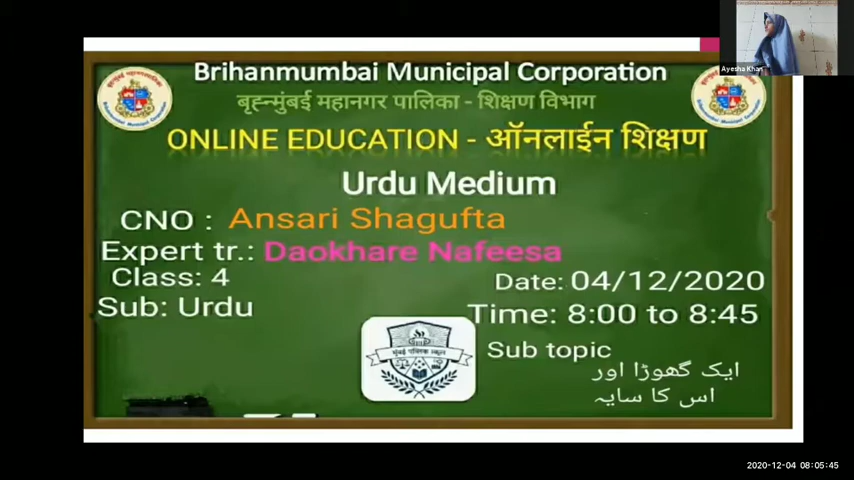 Brihanmumbai Municipal Corporation
बृहन्मुंबई महानगर पालिका - शिक्षण विभाग
ONLINE EDUCATION - ऑनलाईन शिक्षण
Urdu Medium
CNO : Ansari Shagufta
Expert tr.: Daokhare Nafeesa
Class: 4
Date: 04/12/2020
Sub: Urdu
Time: 8:00 to 8:45
मुंबई पब्लिक स्कूल
Sub topic
ایک گھوڑا اور
اس کا سایہ
Ayesha Khan
2020-12-04 08:05:45